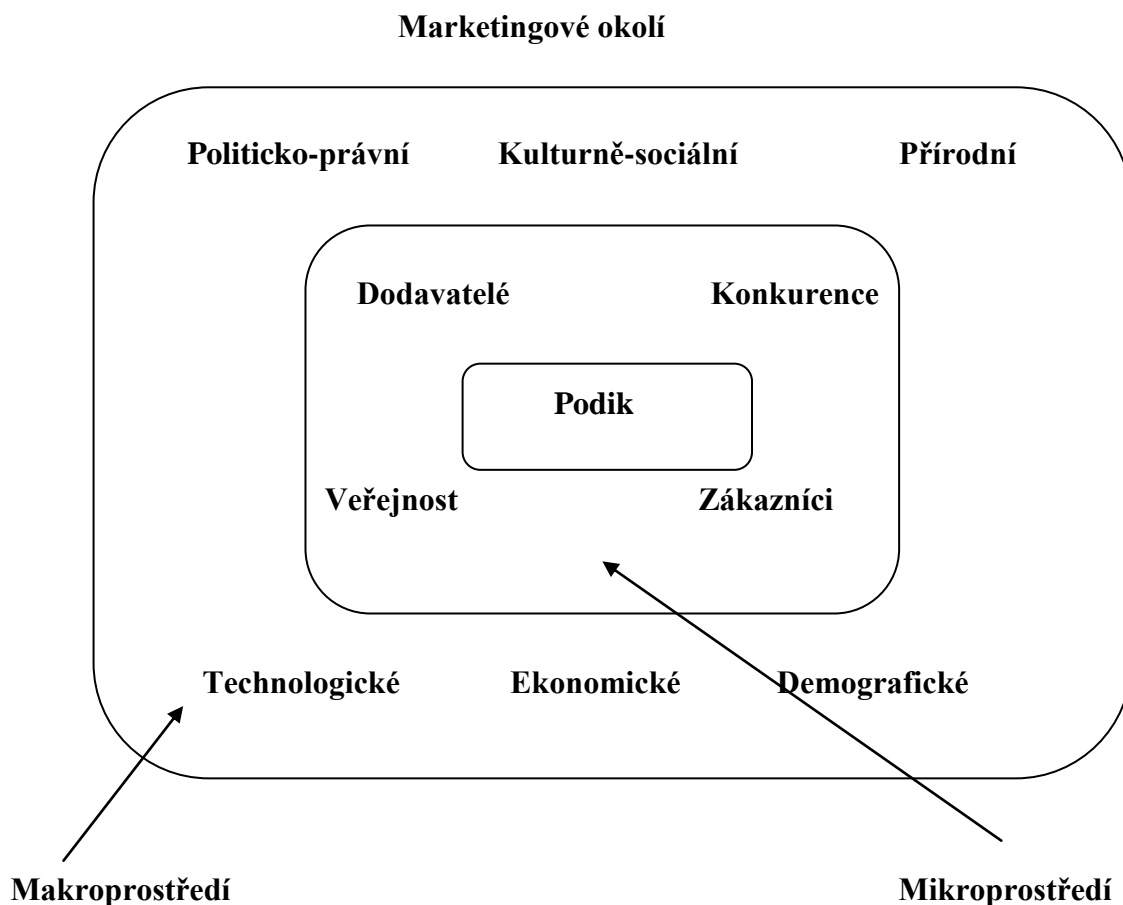 Marketingové okolí
Politicko-právní Kulturně-sociální Přírodní
Dodavatelé Konkurence
Podik
Veřejnost Zákazníci
Technologické Ekonomické Demografické
Makroprostředí Mikroprostředí